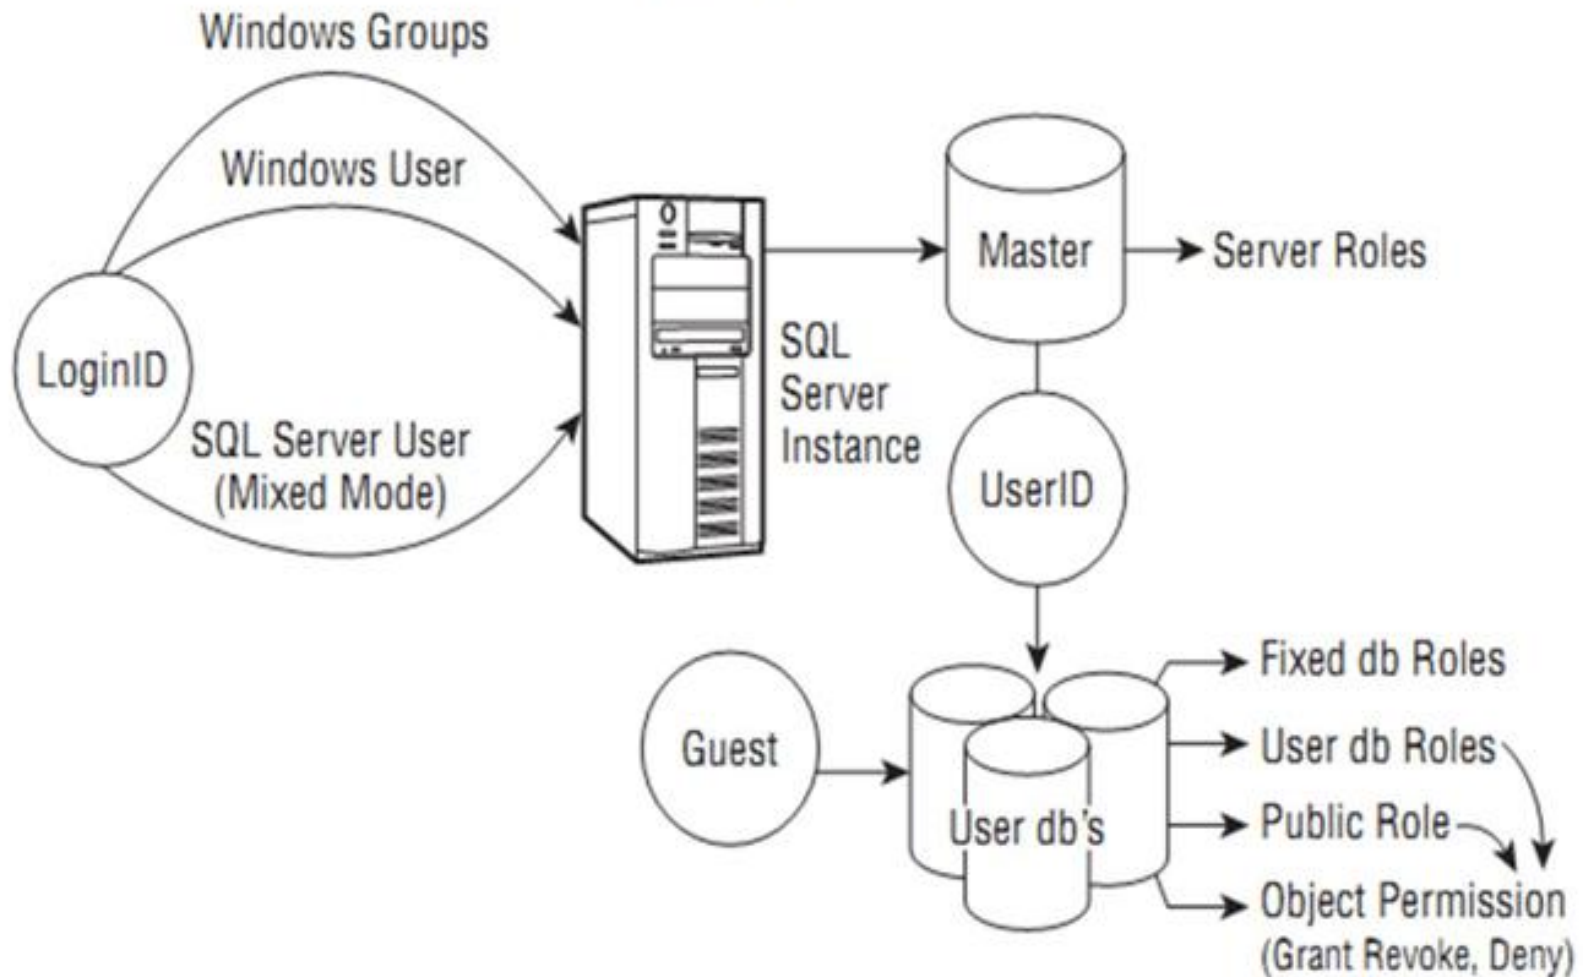 Windows Groups
Windows User
LoginID
SQL Server User
(Mixed Mode)
SQL
Server
Instance
Master
Server Roles
UserID
Guest
User db's
Fixed db Roles
User db Roles
Public Role
Object Permission
(Grant Revoke, Deny)